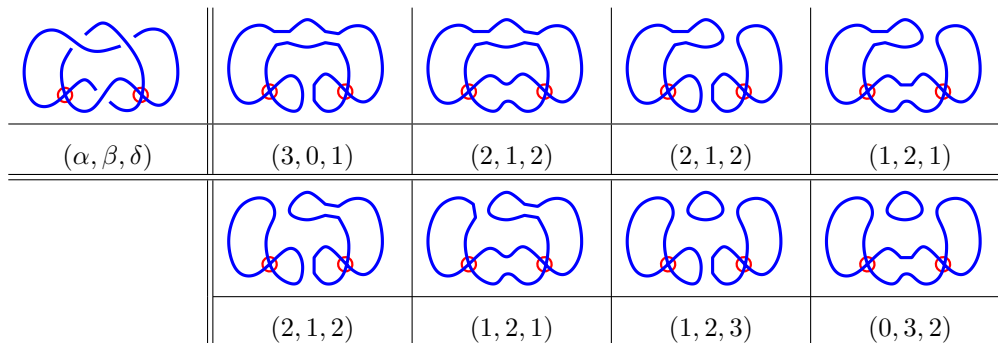 (α, β, δ) (3, 0, 1) (2, 1, 2) (2, 1, 2) (1, 2, 1)
(2, 1, 2) (1, 2, 1) (1, 2, 3) (0, 3, 2)